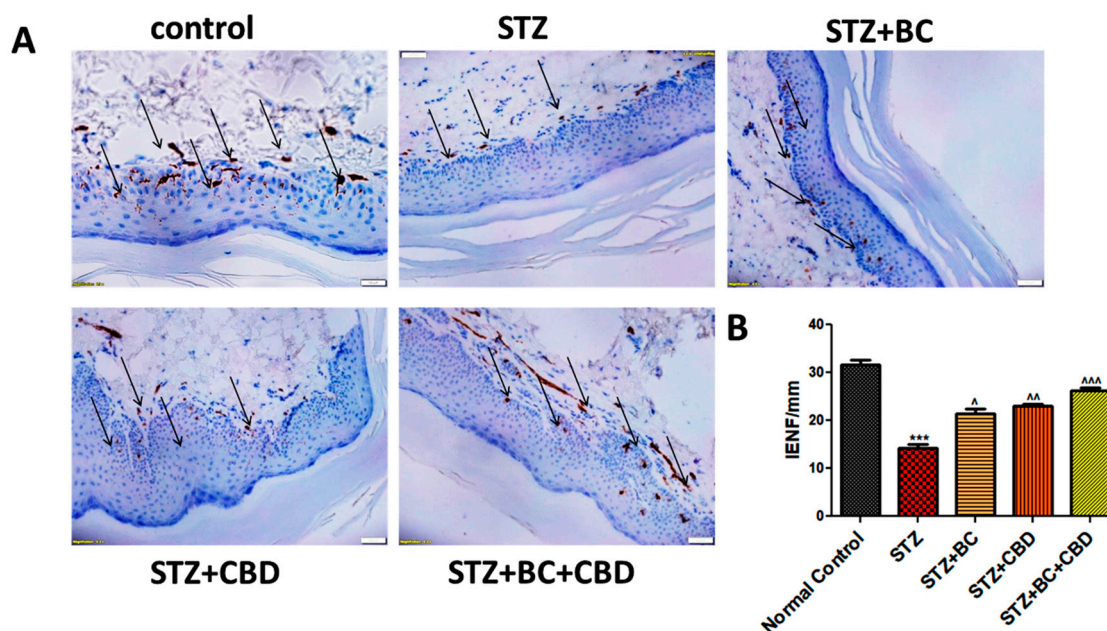 A
control
STZ
STZ+BC
STZ+CBD
STZ+BC+CBD
B
IENF/mm
40
30
20
10
0
***
^
^^
^^^
Normal Control
STZ
STZ+BC
STZ+CBD
STZ+BC+CBD